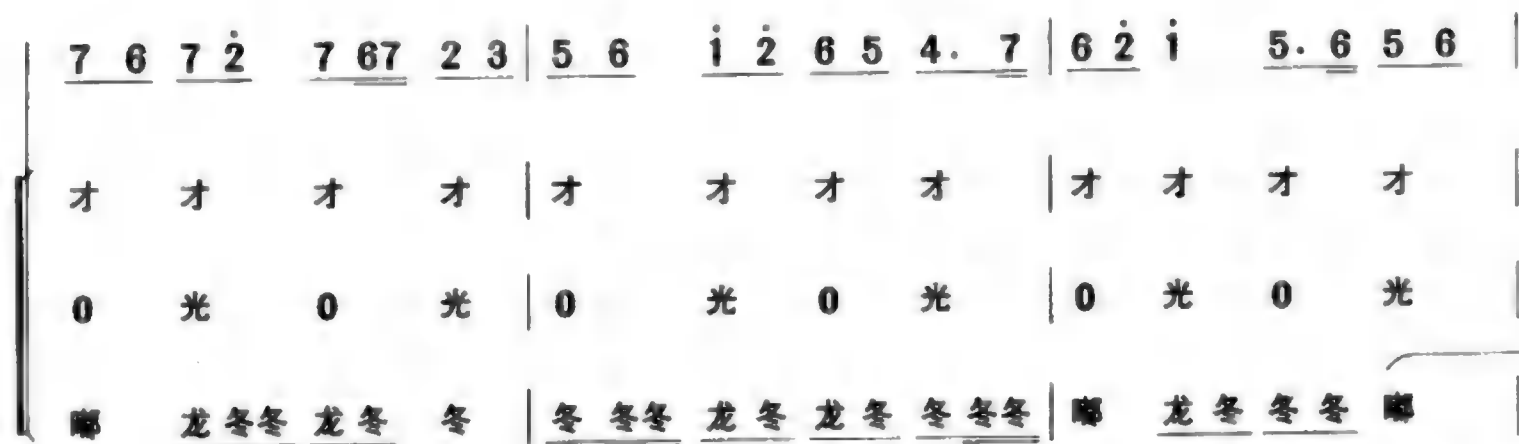 7 6 7 2̇ 7 67 2 3 | 5 6 1̇ 2̇ 6 5 4. 7 | 6 2̇ 1̇ 5. 6 5 6 |
才 才 才 才 | 才 才 才 才 | 才 才 才 才 |
0 光 0 光 | 0 光 0 光 | 0 光 0 光 |
龙 冬冬 龙 冬 冬 | 冬 冬冬 龙 冬 龙 冬 冬 冬冬 | 龙 冬 冬 冬 |